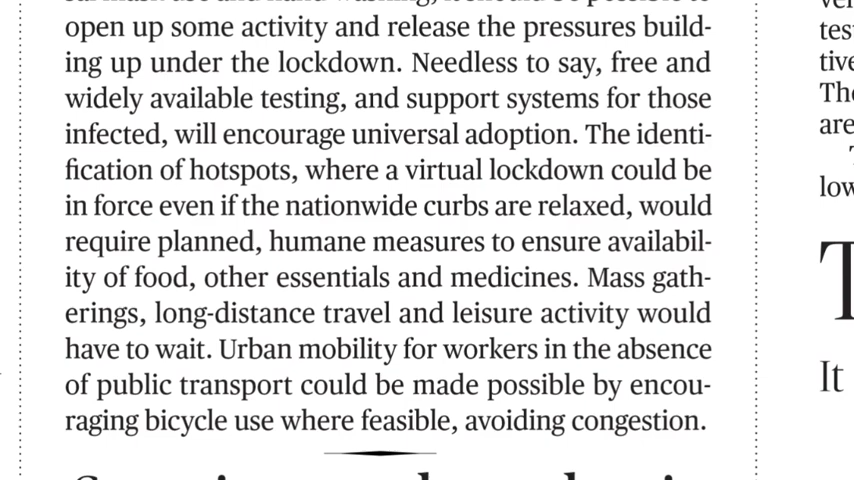 open up some activity and release the pressures build-
ing up under the lockdown. Needless to say, free and
widely available testing, and support systems for those
infected, will encourage universal adoption. The identi-
fication of hotspots, where a virtual lockdown could be
in force even if the nationwide curbs are relaxed, would
require planned, humane measures to ensure availabil-
ity of food, other essentials and medicines. Mass gath-
erings, long-distance travel and leisure activity would
have to wait. Urban mobility for workers in the absence
of public transport could be made possible by encou-
raging bicycle use where feasible, avoiding congestion.
are
low
It